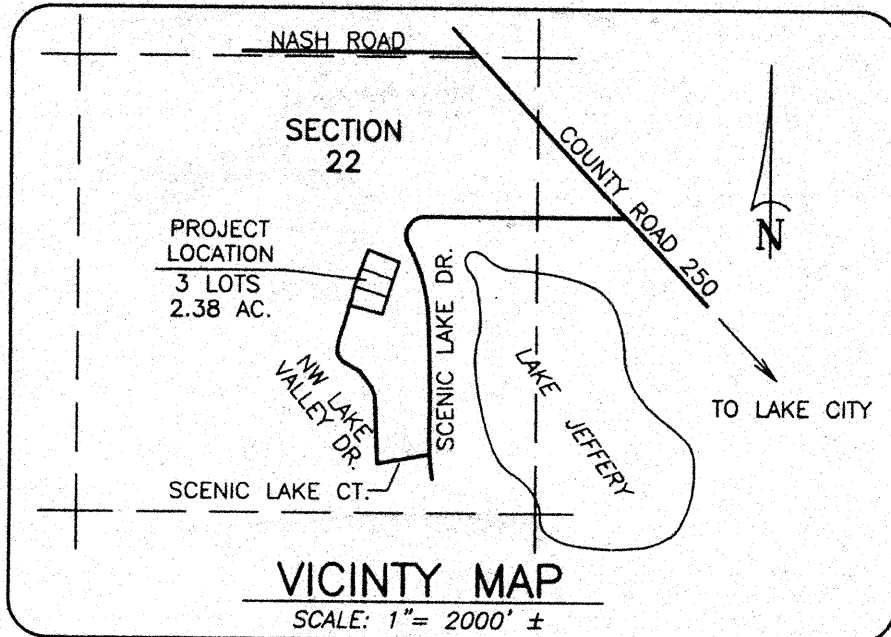 NASH ROAD
SECTION
22
COUNTY ROAD 250
N
PROJECT
LOCATION
3 LOTS
2.38 AC.
SCENIC LAKE DR.
LAKE
JEFFERY
NW LAKE
VALLEY DR.
TO LAKE CITY
SCENIC LAKE CT.
VICINTY MAP
SCALE: 1"= 2000' ±